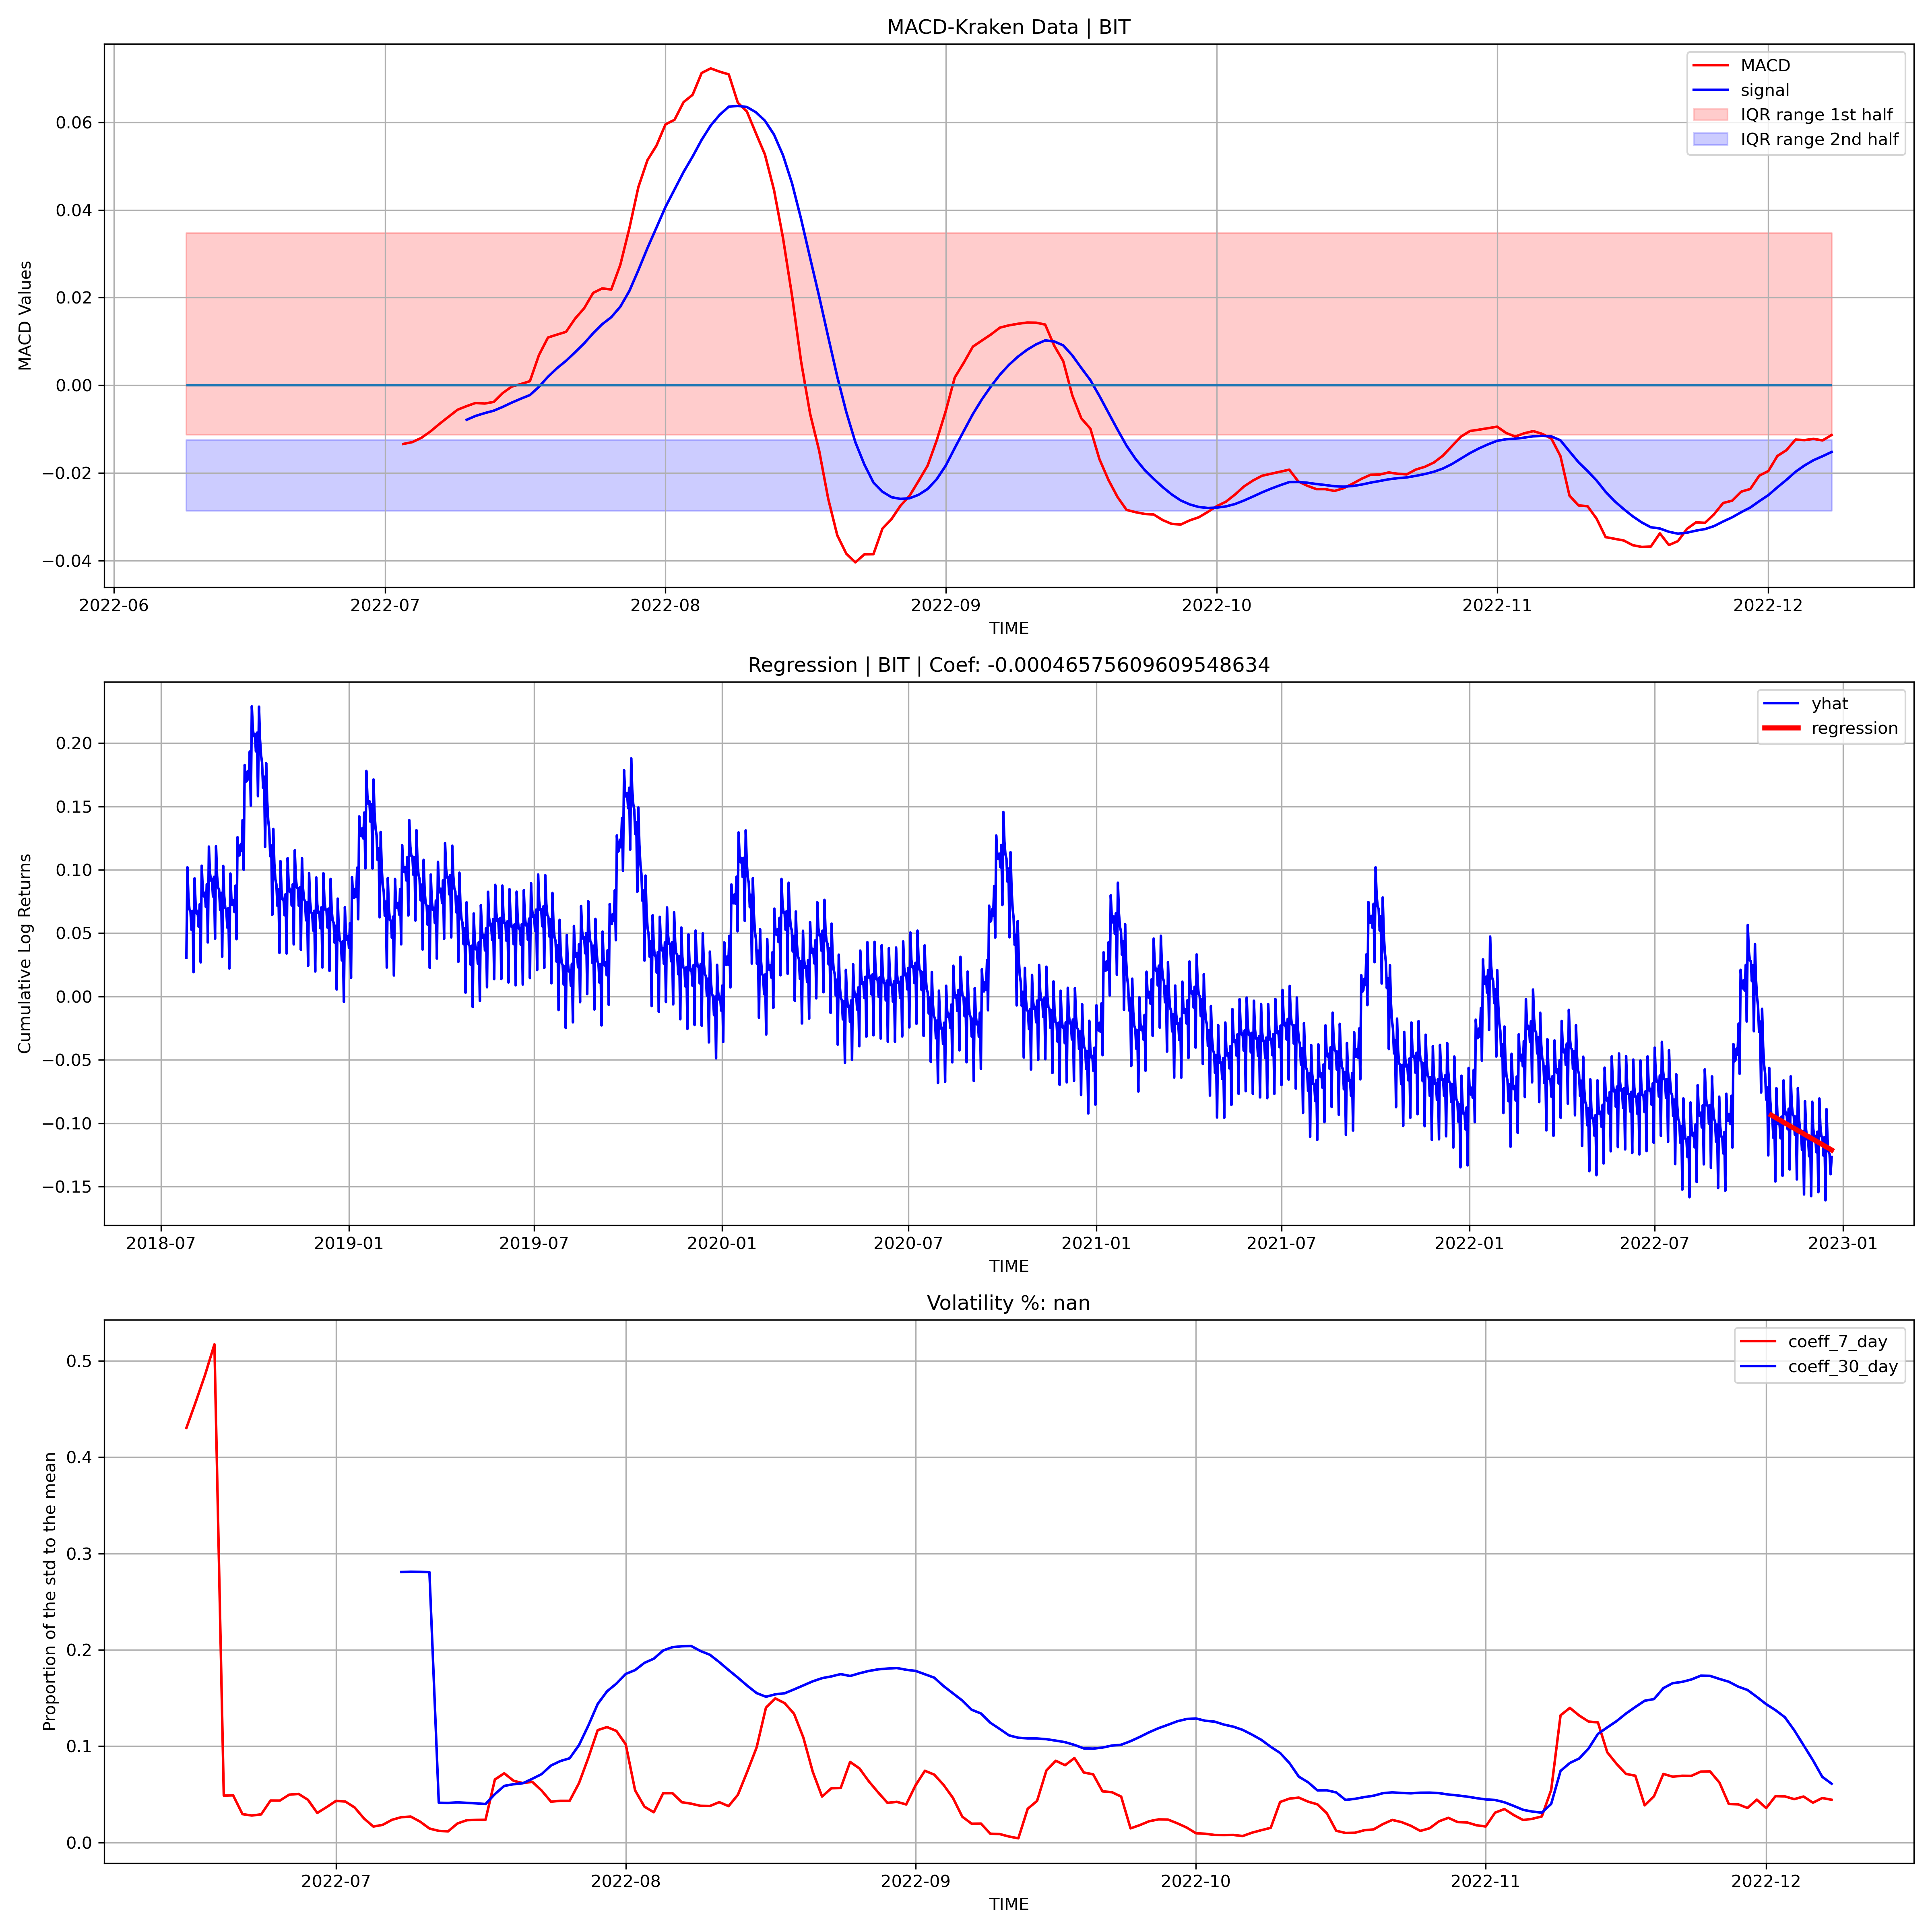 MACD-Kraken Data | BIT
MACD
signal
IQR range 1st half
IQR range 2nd half
MACD Values
0.06
0.04
0.02
0.00
−0.02
−0.04
2022-06 2022-07 2022-08 2022-09 2022-10 2022-11 2022-12
TIME
Regression | BIT | Coef: -0.00046575609609548634
yhat
regression
Cumulative Log Returns
0.20
0.15
0.10
0.05
0.00
−0.05
−0.10
−0.15
2018-07 2019-01 2019-07 2020-01 2020-07 2021-01 2021-07 2022-01 2022-07 2023-01
TIME
Volatility %: nan
coeff_7_day
coeff_30_day
Proportion of the std to the mean
0.5
0.4
0.3
0.2
0.1
0.0
2022-07 2022-08 2022-09 2022-10 2022-11 2022-12
TIME